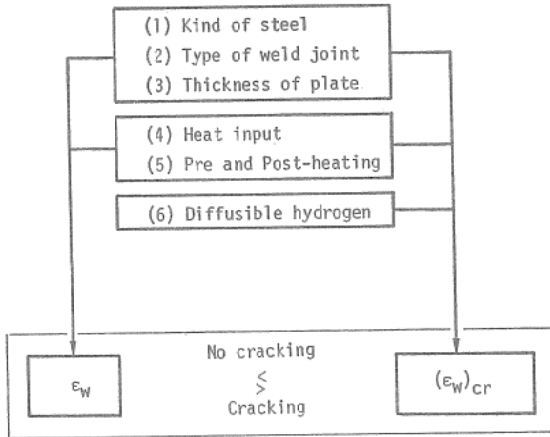 (1) Kind of steel
(2) Type of weld joint
(3) Thickness of plate
(4) Heat input
(5) Pre and Post-heating
(6) Diffusible hydrogen
No cracking
εw < > (εw)cr
Cracking